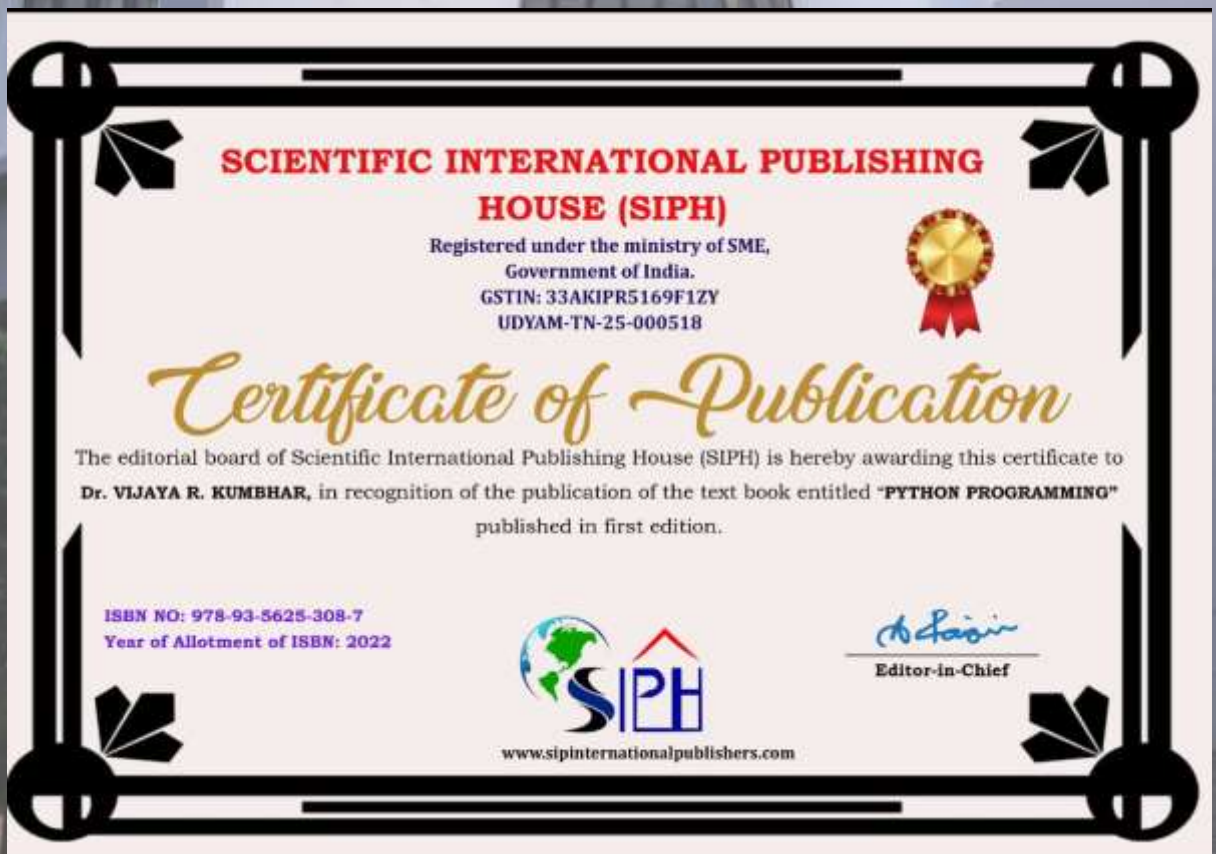 SCIENTIFIC INTERNATIONAL PUBLISHING
HOUSE (SIPH)
Registered under the ministry of SME,
Government of India.
GSTIN: 33AKIPR5169F1ZY
UDYAM-TN-25-000518
Certificate of Publication
The editorial board of Scientific International Publishing House (SIPH) is hereby awarding this certificate to
Dr. VIJAYA R. KUMBHAR, in recognition of the publication of the text book entitled "PYTHON PROGRAMMING"
published in first edition.
ISBN NO: 978-93-5625-308-7
Year of Allotment of ISBN: 2022
SIPH
www.sipinternationalpublishers.com
Editor-in-Chief